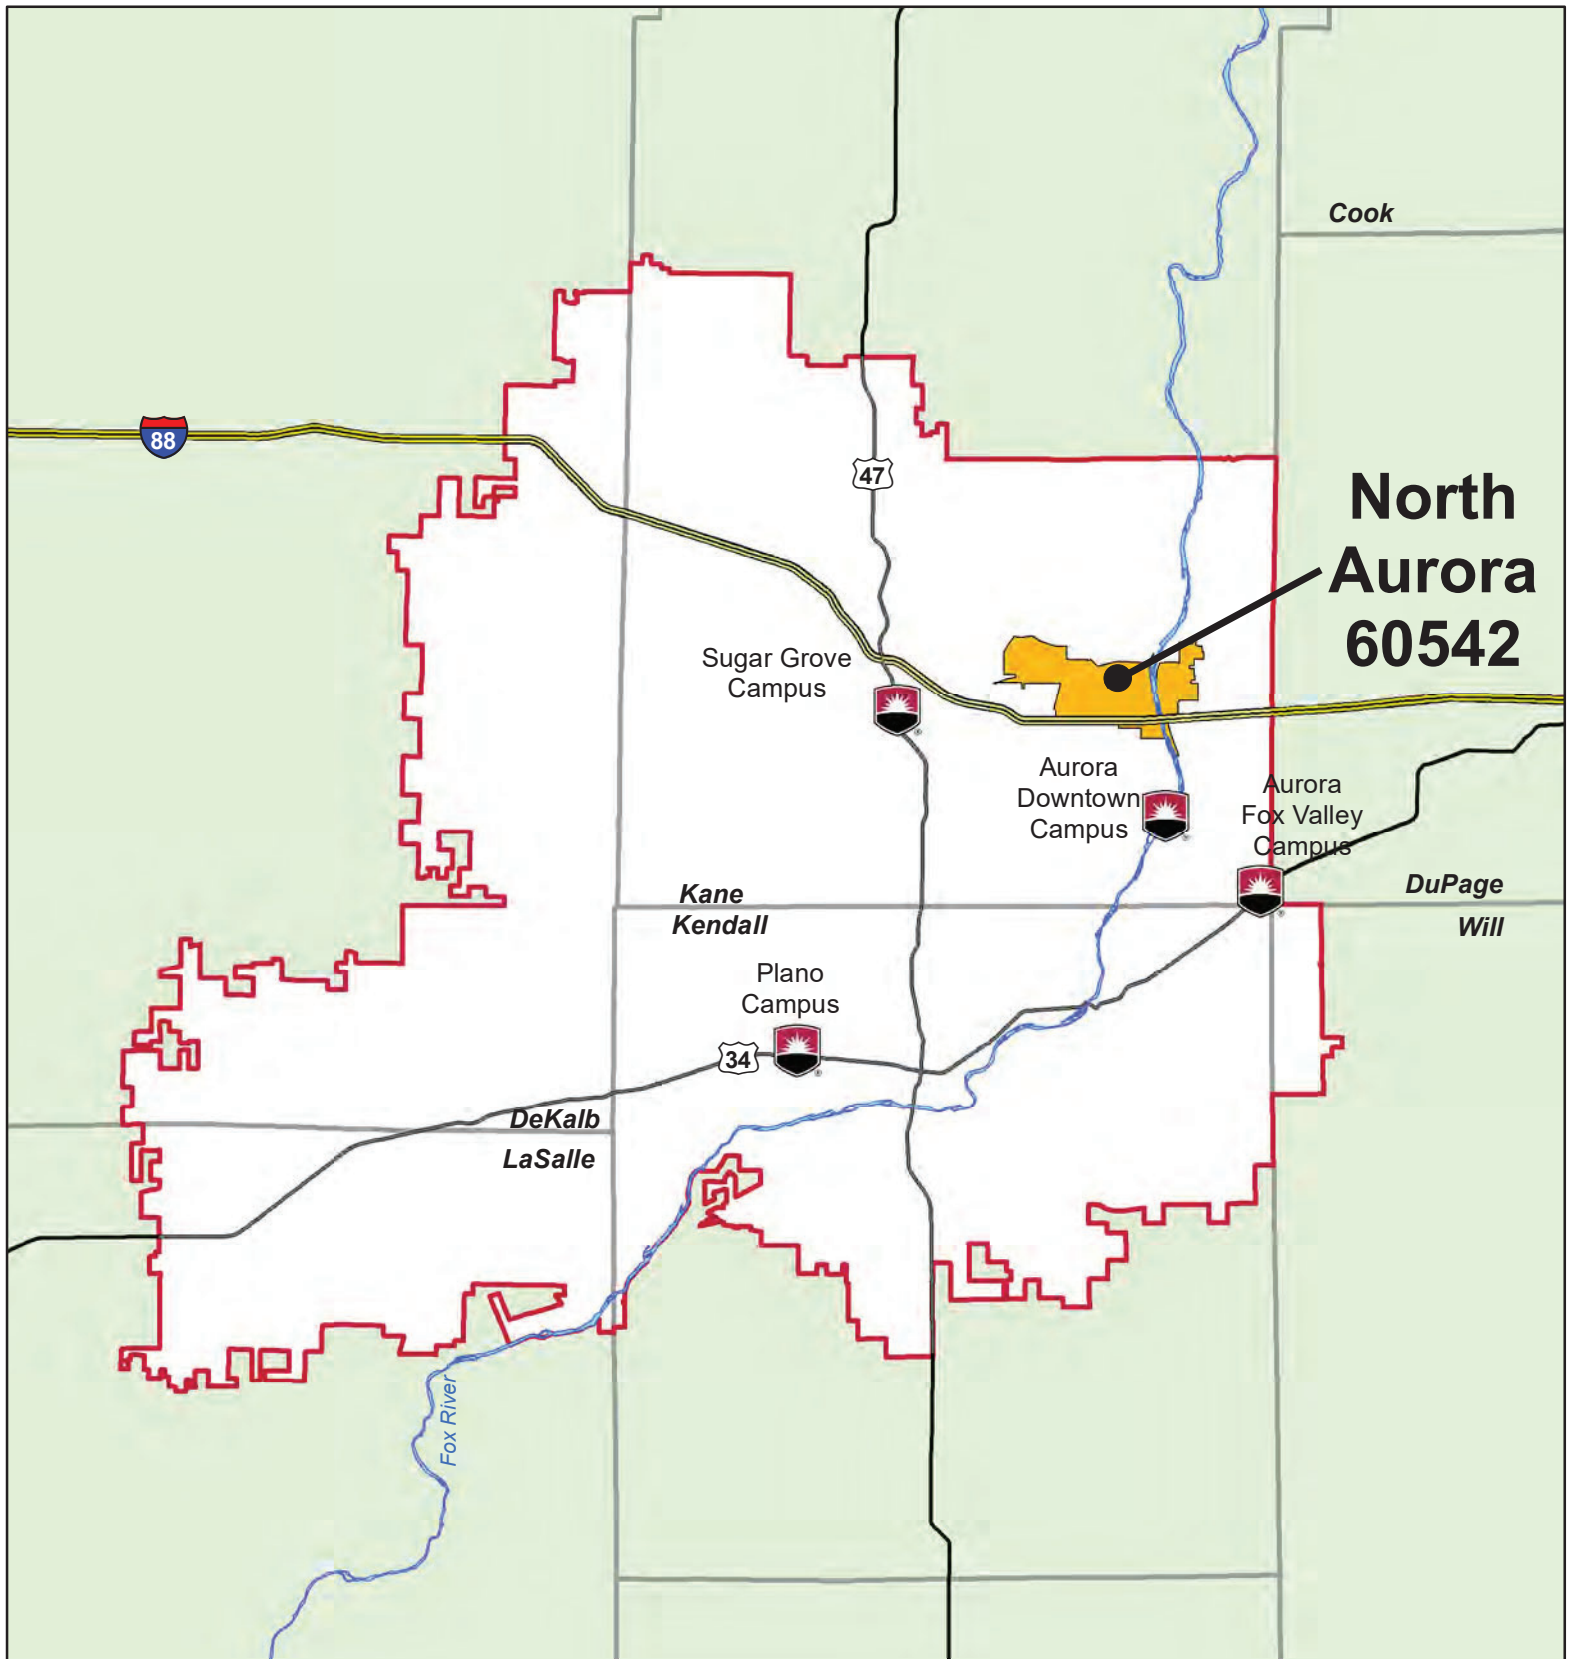 Cook
88
47
North
Aurora
60542
Sugar Grove
Campus
Aurora
Downtown
Campus
Aurora
Fox Valley
Campus
Kane
Kendall
DuPage
Will
Plano
Campus
34
DeKalb
LaSalle
Fox River